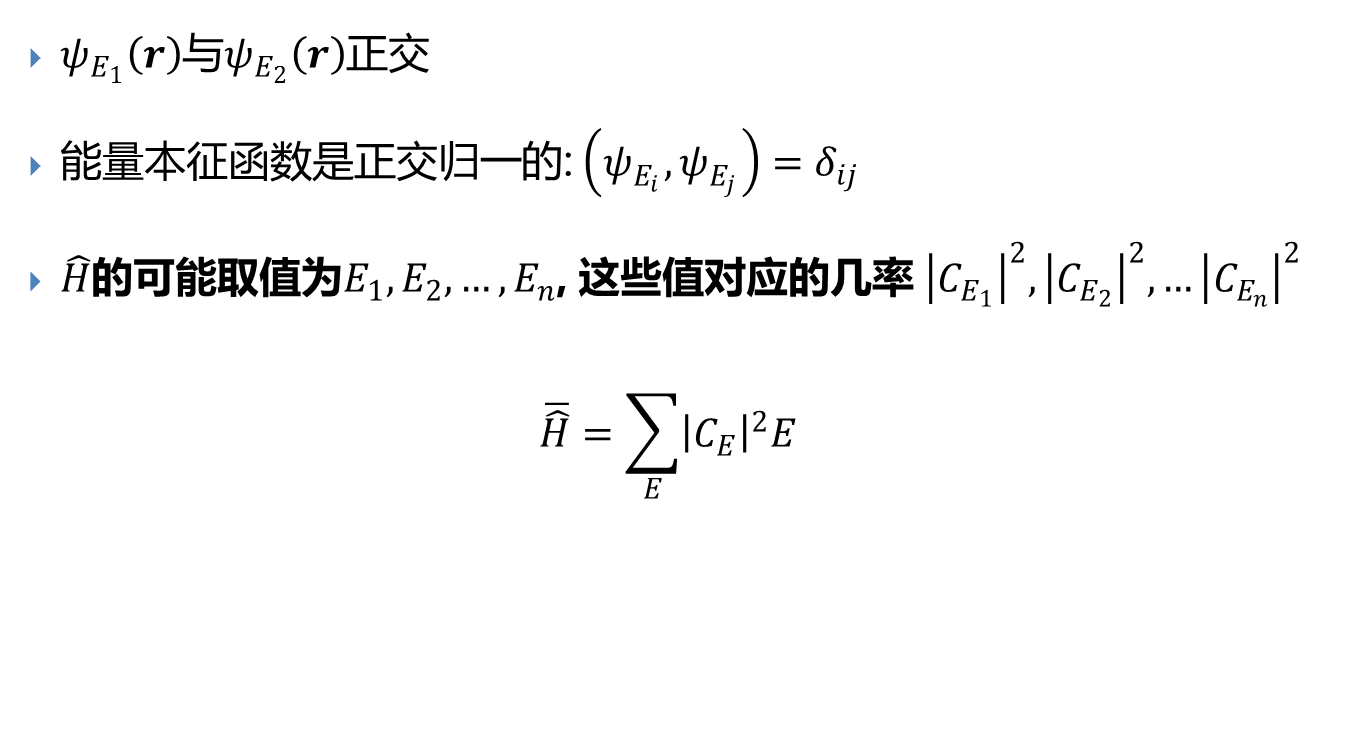 ψ_{E_1}(𝒓)与ψ_{E_2}(𝒓)正交
能量本征函数是正交归一的: (ψ_{E_i}, ψ_{E_j}) = δ_{ij}
Ĥ的可能取值为E_1, E_2, … , E_n, 这些值对应的几率 |C_{E_1}|^2, |C_{E_2}|^2, … |C_{E_n}|^2
\overline{Ĥ} = ∑_E |C_E|^2 E